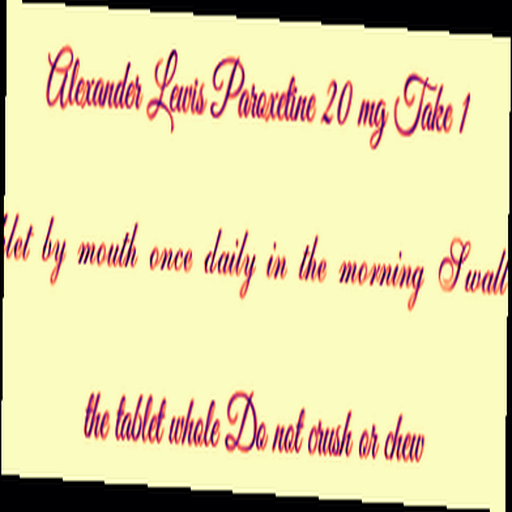 Alexander Lewis Paroxetine 20 mg Take 1
by mouth once daily in the morning
the tablet whole Do not crush or chew